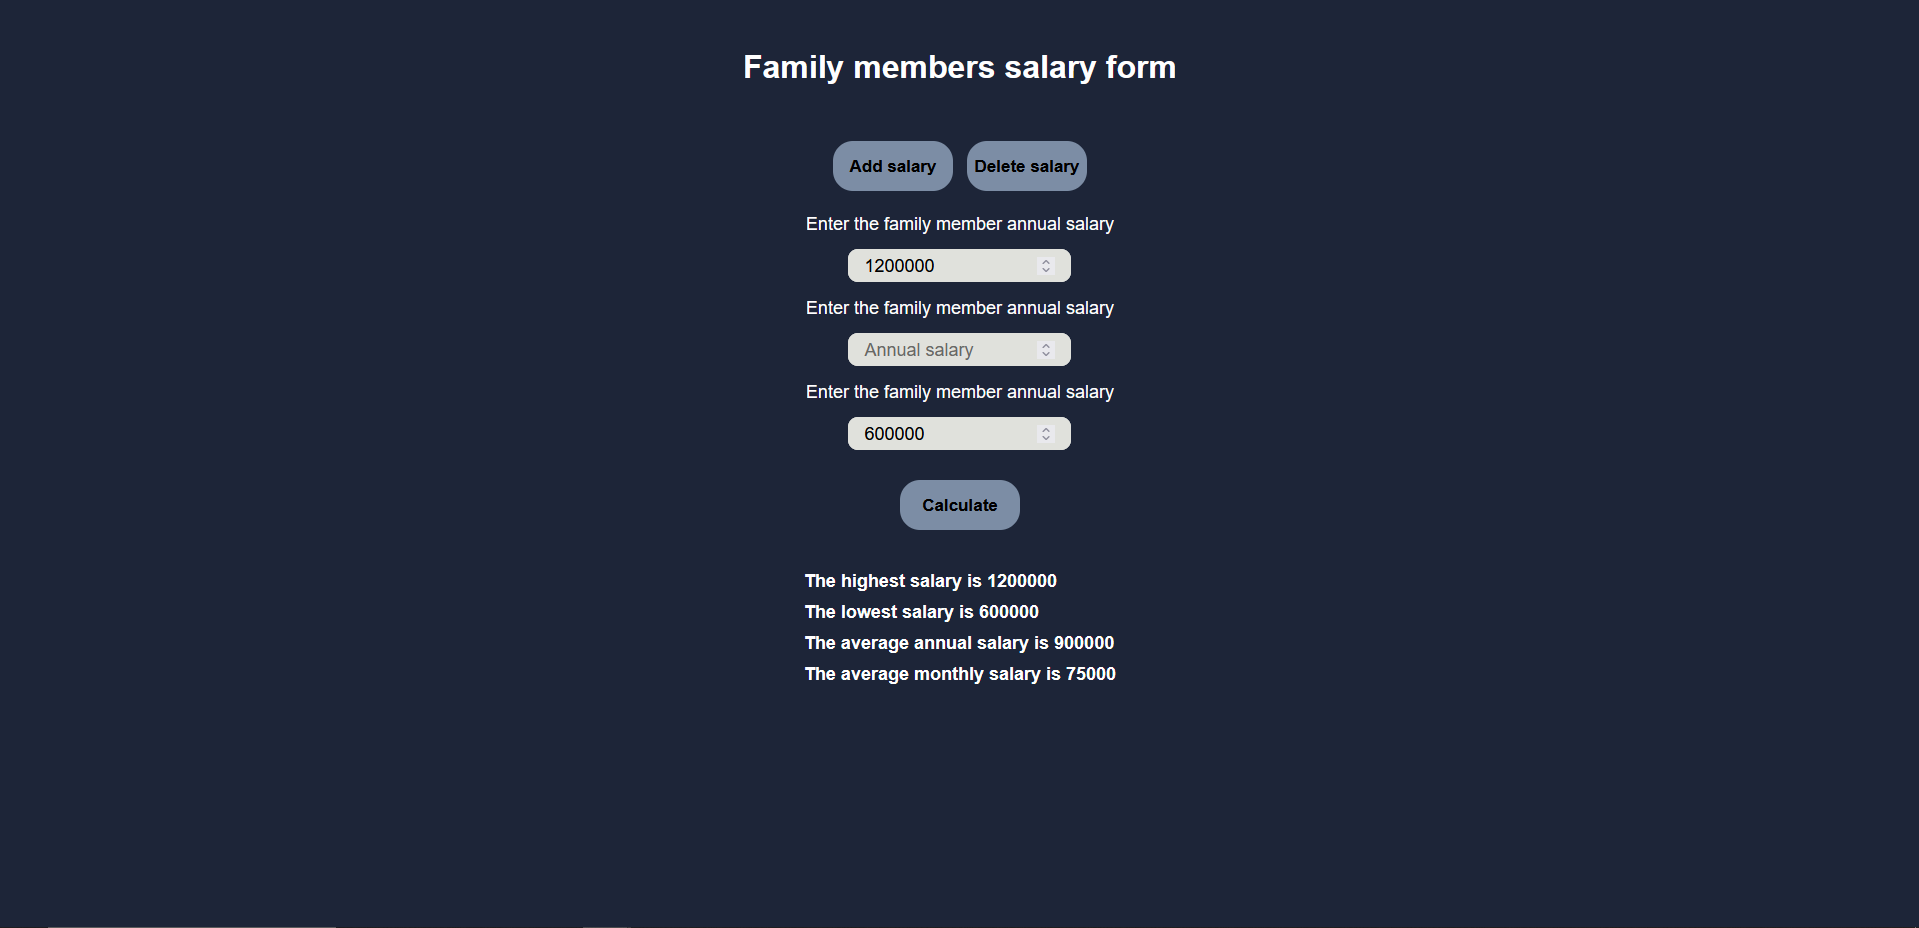 Family members salary form
Add salary Delete salary
Enter the family member annual salary
1200000
Enter the family member annual salary
Annual salary
Enter the family member annual salary
600000
Calculate
The highest salary is 1200000
The lowest salary is 600000
The average annual salary is 900000
The average monthly salary is 75000